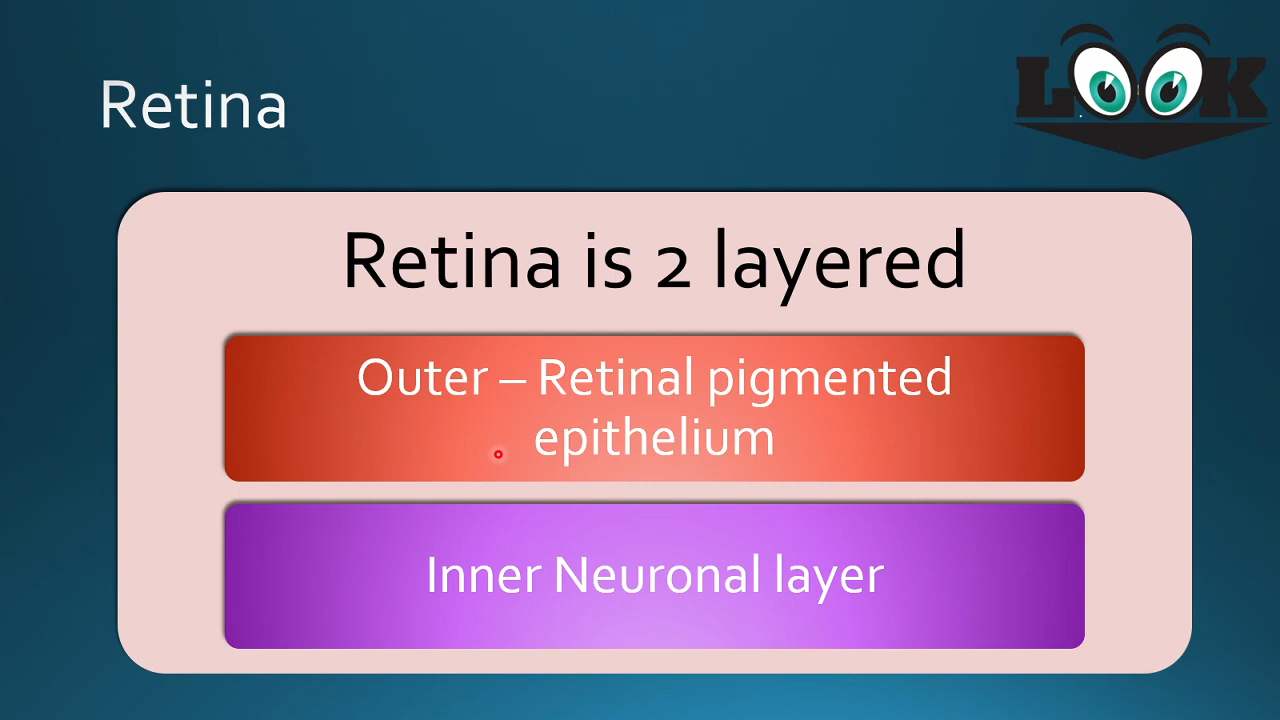 LOOK
Retina
Retina is 2 layered
Outer – Retinal pigmented
epithelium
Inner Neuronal layer